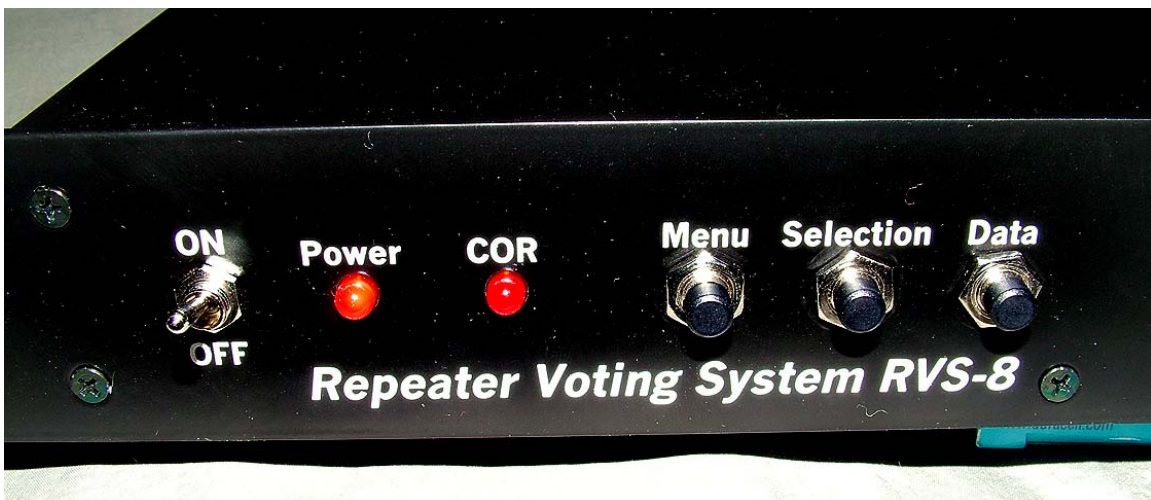 ON
OFF
Power
COR
Menu
Selection
Data
Repeater Voting System RVS-8